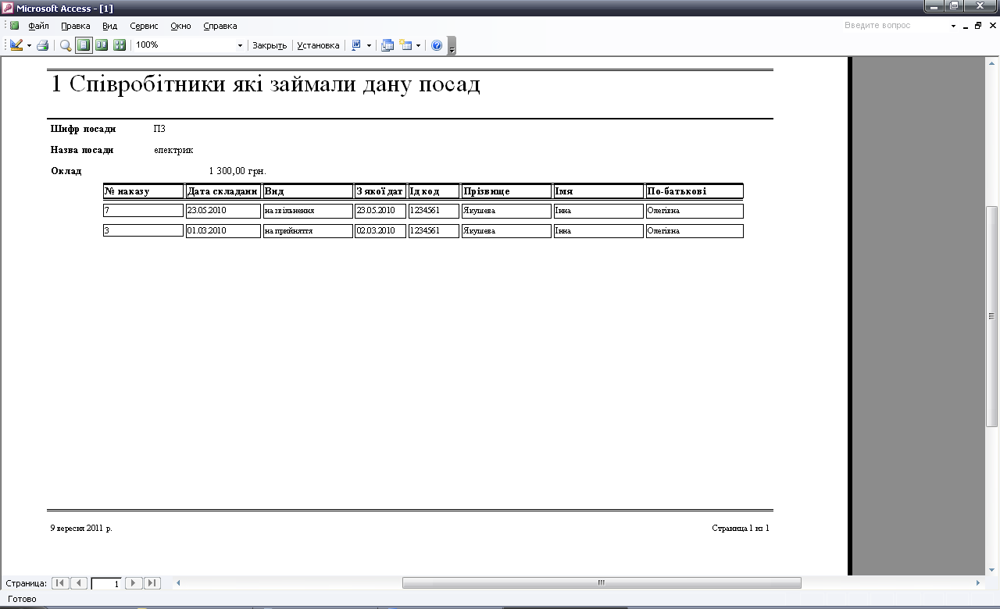 Microsoft Access - [1]
Файл Правка Вид Сервис Окно Справка Введите вопрос
100% Закрыть Установка
1 Співробітники які займали дану посад
Шифр посади П3
Назва посади електрик
Оклад 1 300,00 грн.
№ наказу Дата складанн Вид З якої дат Ід код Прізвище Імя По-батькові
7 23.05.2010 на звільнення 23.05.2010 1234561 Якушева Інна Олегівна
3 01.03.2010 на прийняття 02.03.2010 1234561 Якушева Інна Олегівна
9 вересня 2011 р. Страница 1 из 1
Страница: 1
Готово